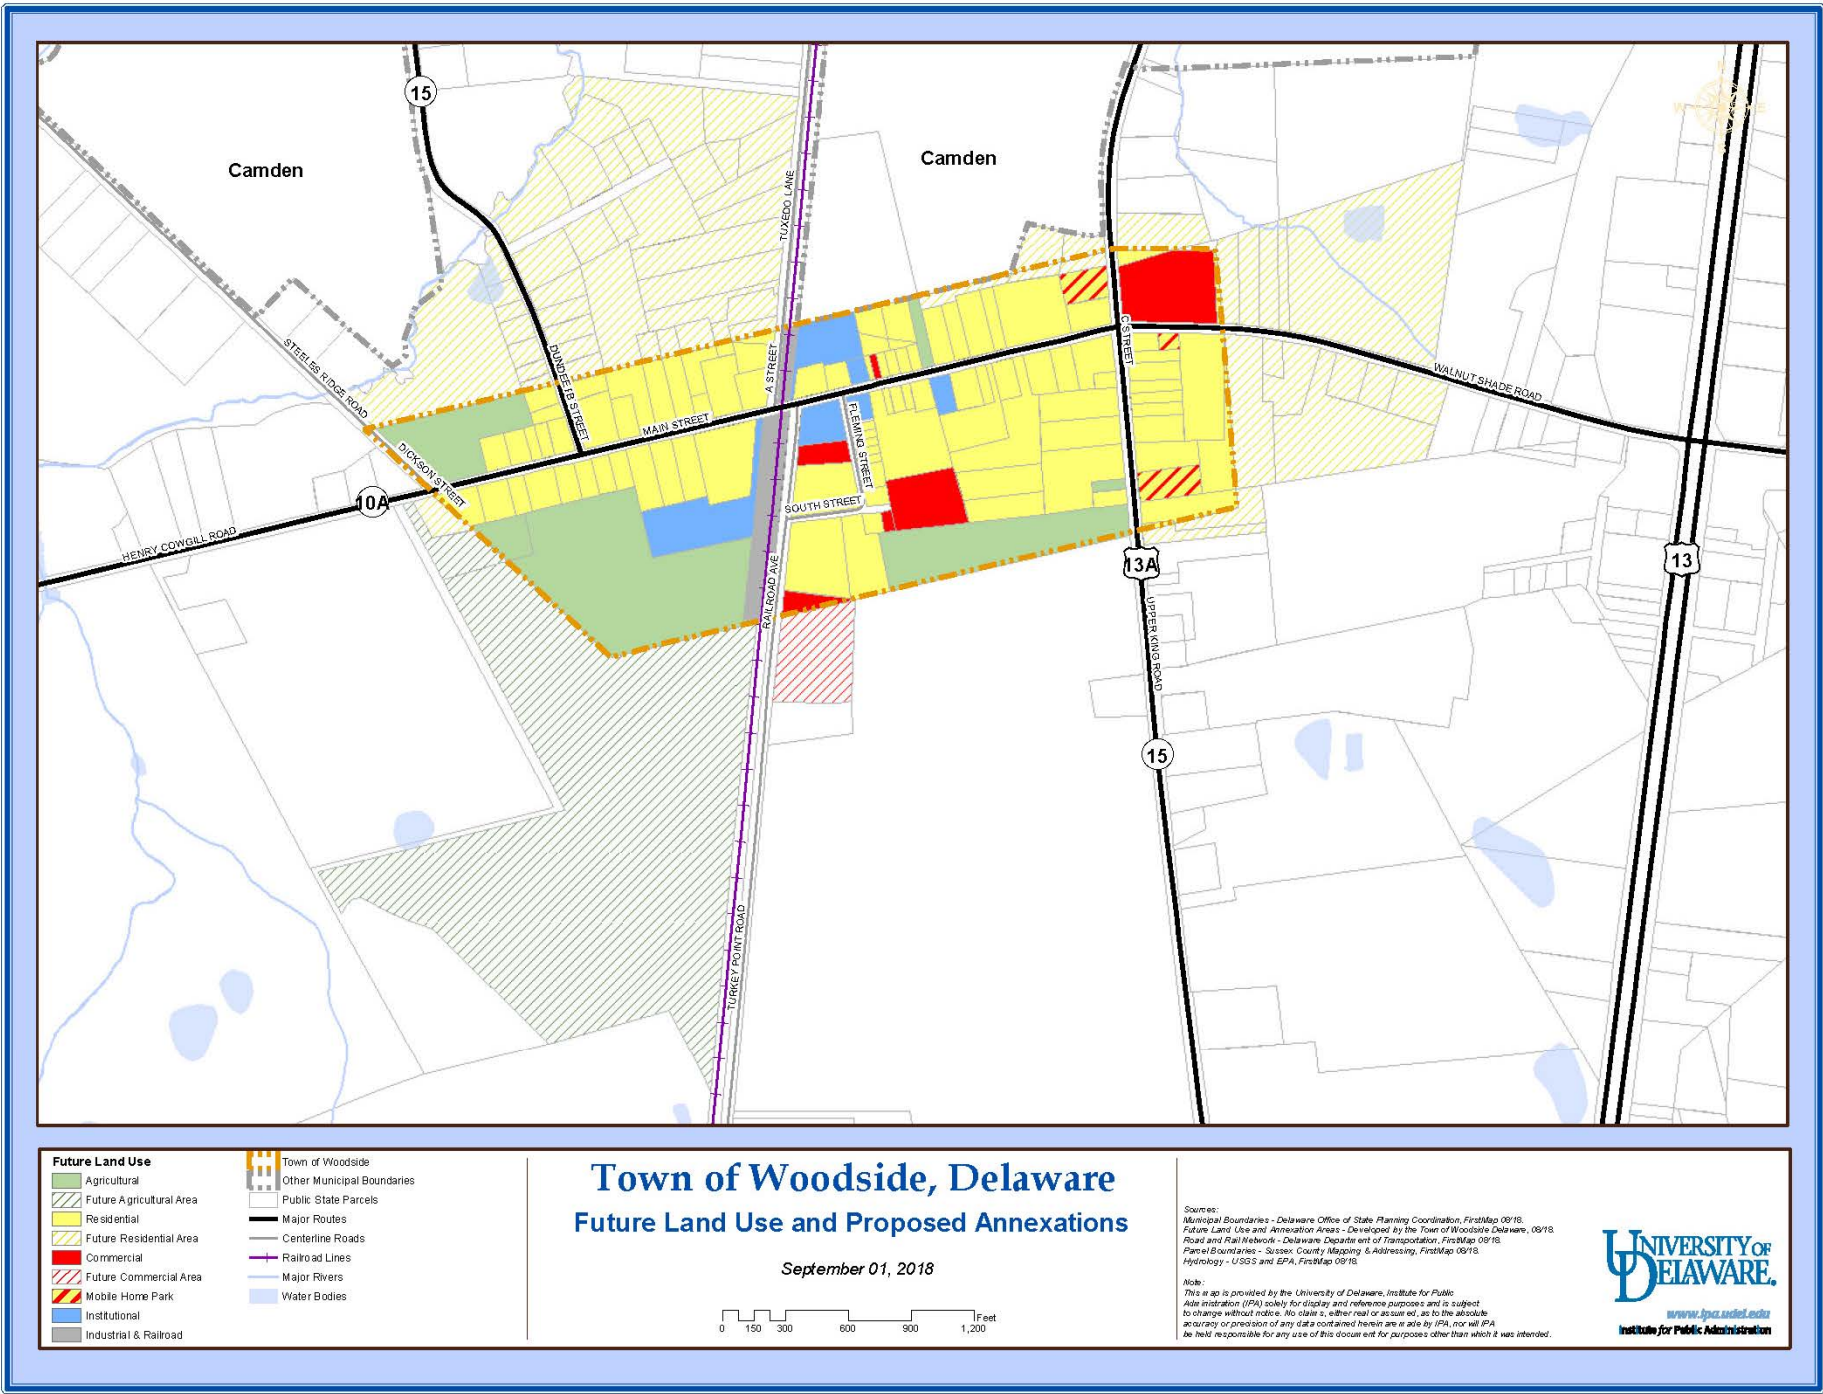 15
Camden
Camden
TUXEDO LANE
W
E
STEELES RIDGE ROAD
DUNDEE RD B STREET
A STREET
C STREET
WALNUT SHADE ROAD
MAIN STREET
FLEMING STREET
DICKSON STREET
10A
SOUTH STREET
HENRY COWGILL ROAD
RAILROAD AVE
13A
13
UPPER KING ROAD
15
TURKEY POINT ROAD
Future Land Use
Agricultural
Future Agricultural Area
Residential
Future Residential Area
Commercial
Future Commercial Area
Mobile Home Park
Institutional
Industrial & Railroad
Town of Woodside
Other Municipal Boundaries
Public State Parcels
Major Routes
Centerline Roads
Railroad Lines
Major Rivers
Water Bodies
Town of Woodside, Delaware
Future Land Use and Proposed Annexations
September 01, 2018
Feet
0 150 300 600 900 1,200
Sources:
Municipal Boundaries - Delaware Office of State Planning Coordination, FirstMap 08/18.
Future Land Use and Annexation Areas - Developed by the Town of Woodside Delaware, 08/18.
Road and Rail Network - Delaware Department of Transportation, FirstMap 08/18.
Parcel Boundaries - Sussex County Mapping & Addressing, FirstMap 08/18.
Hydrology - USGS and EPA, FirstMap 08/18.
Note:
This map is provided by the University of Delaware, Institute for Public
Administration (IPA) solely for display and reference purposes and is subject
to change without notice. No claims, either real or assumed, as to the absolute
accuracy or precision of any data contained herein are made by IPA, nor will IPA
be held responsible for any use of this document for purposes other than which it was intended.
UNIVERSITY OF
DELAWARE.
www.ipa.udel.edu
Institute for Public Administration